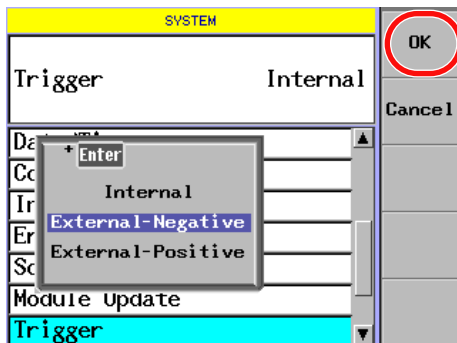 SYSTEM
OK
Trigger Internal
Cancel
Enter
Internal
External-Negative
External-Positive
Module Update
Trigger